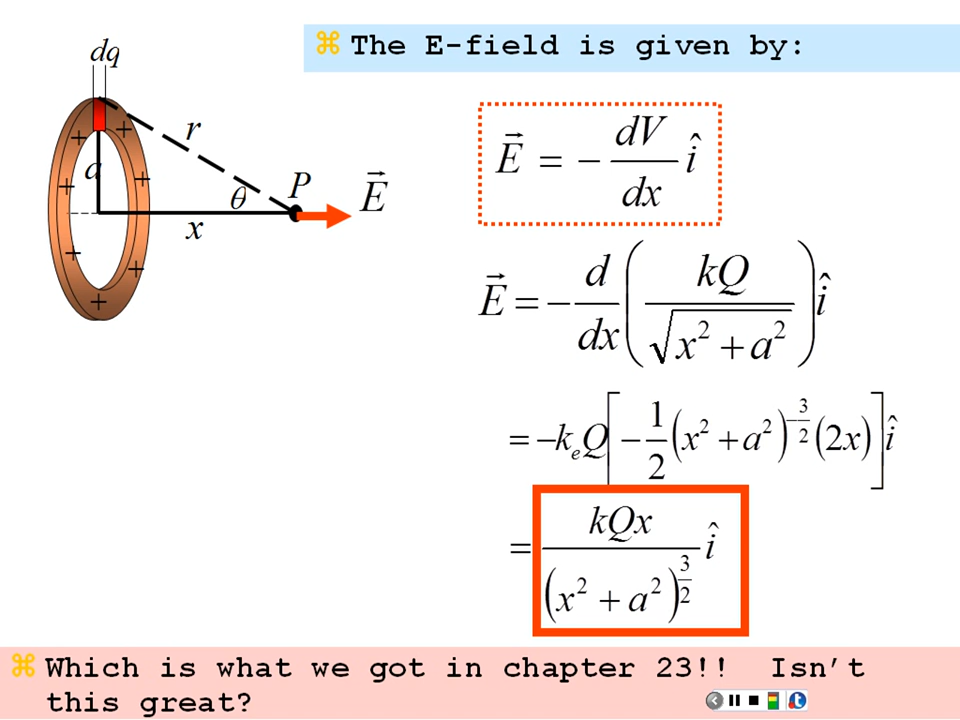 The E-field is given by:
dq
r
a
θ
P
E⃗
x
+ + + + + + +
E⃗ = − dV/dx î
E⃗ = − d/dx ( kQ / √(x² + a²) ) î
= −kₑQ[ −1/2 (x² + a²)^(−3/2) (2x) ] î
= kQx / (x² + a²)^(3/2) î
Which is what we got in chapter 23!! Isn't
this great?